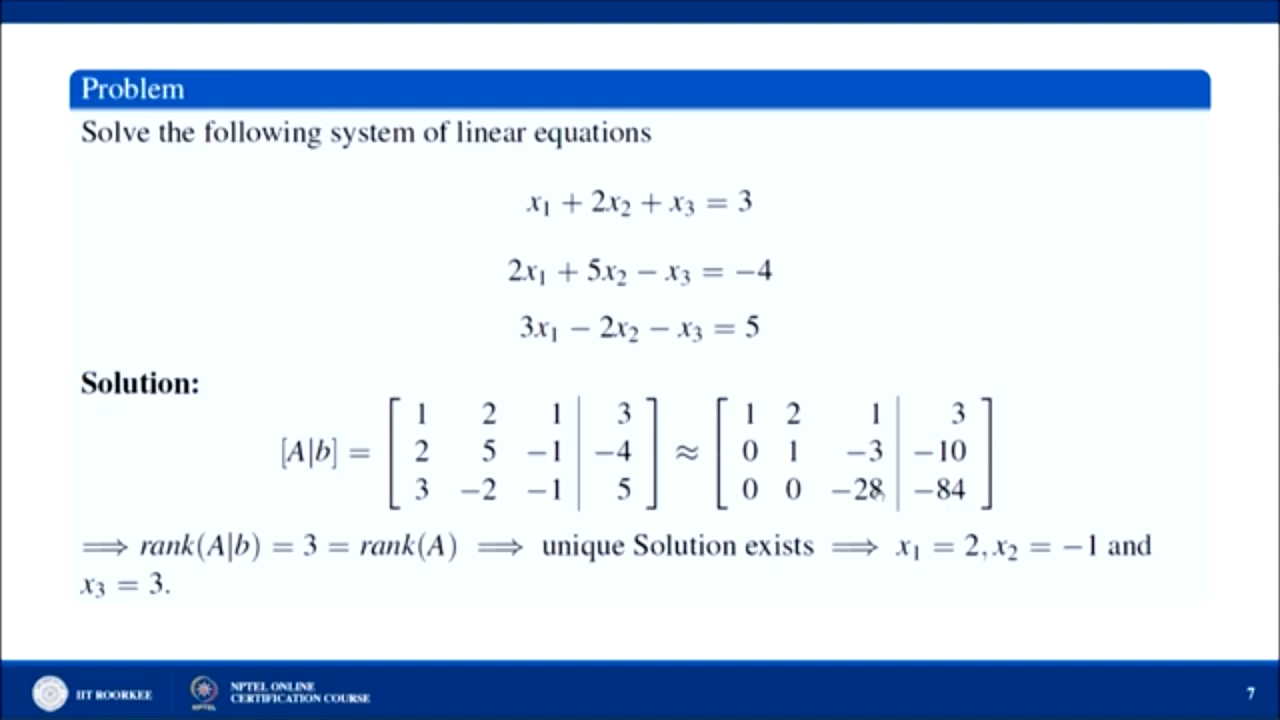 Problem
Solve the following system of linear equations
x₁ + 2x₂ + x₃ = 3
2x₁ + 5x₂ − x₃ = −4
3x₁ − 2x₂ − x₃ = 5
Solution:
1 2 1 | 3 1 2 1 | 3
[A|b] = 2 5 −1 | −4 ≈ 0 1 −3 | −10
3 −2 −1 | 5 0 0 −28 | −84
⟹ rank(A|b) = 3 = rank(A) ⟹ unique Solution exists ⟹ x₁ = 2, x₂ = −1 and
x₃ = 3.
IIT ROORKEE
NPTEL
NPTEL ONLINE
CERTIFICATION COURSE
7